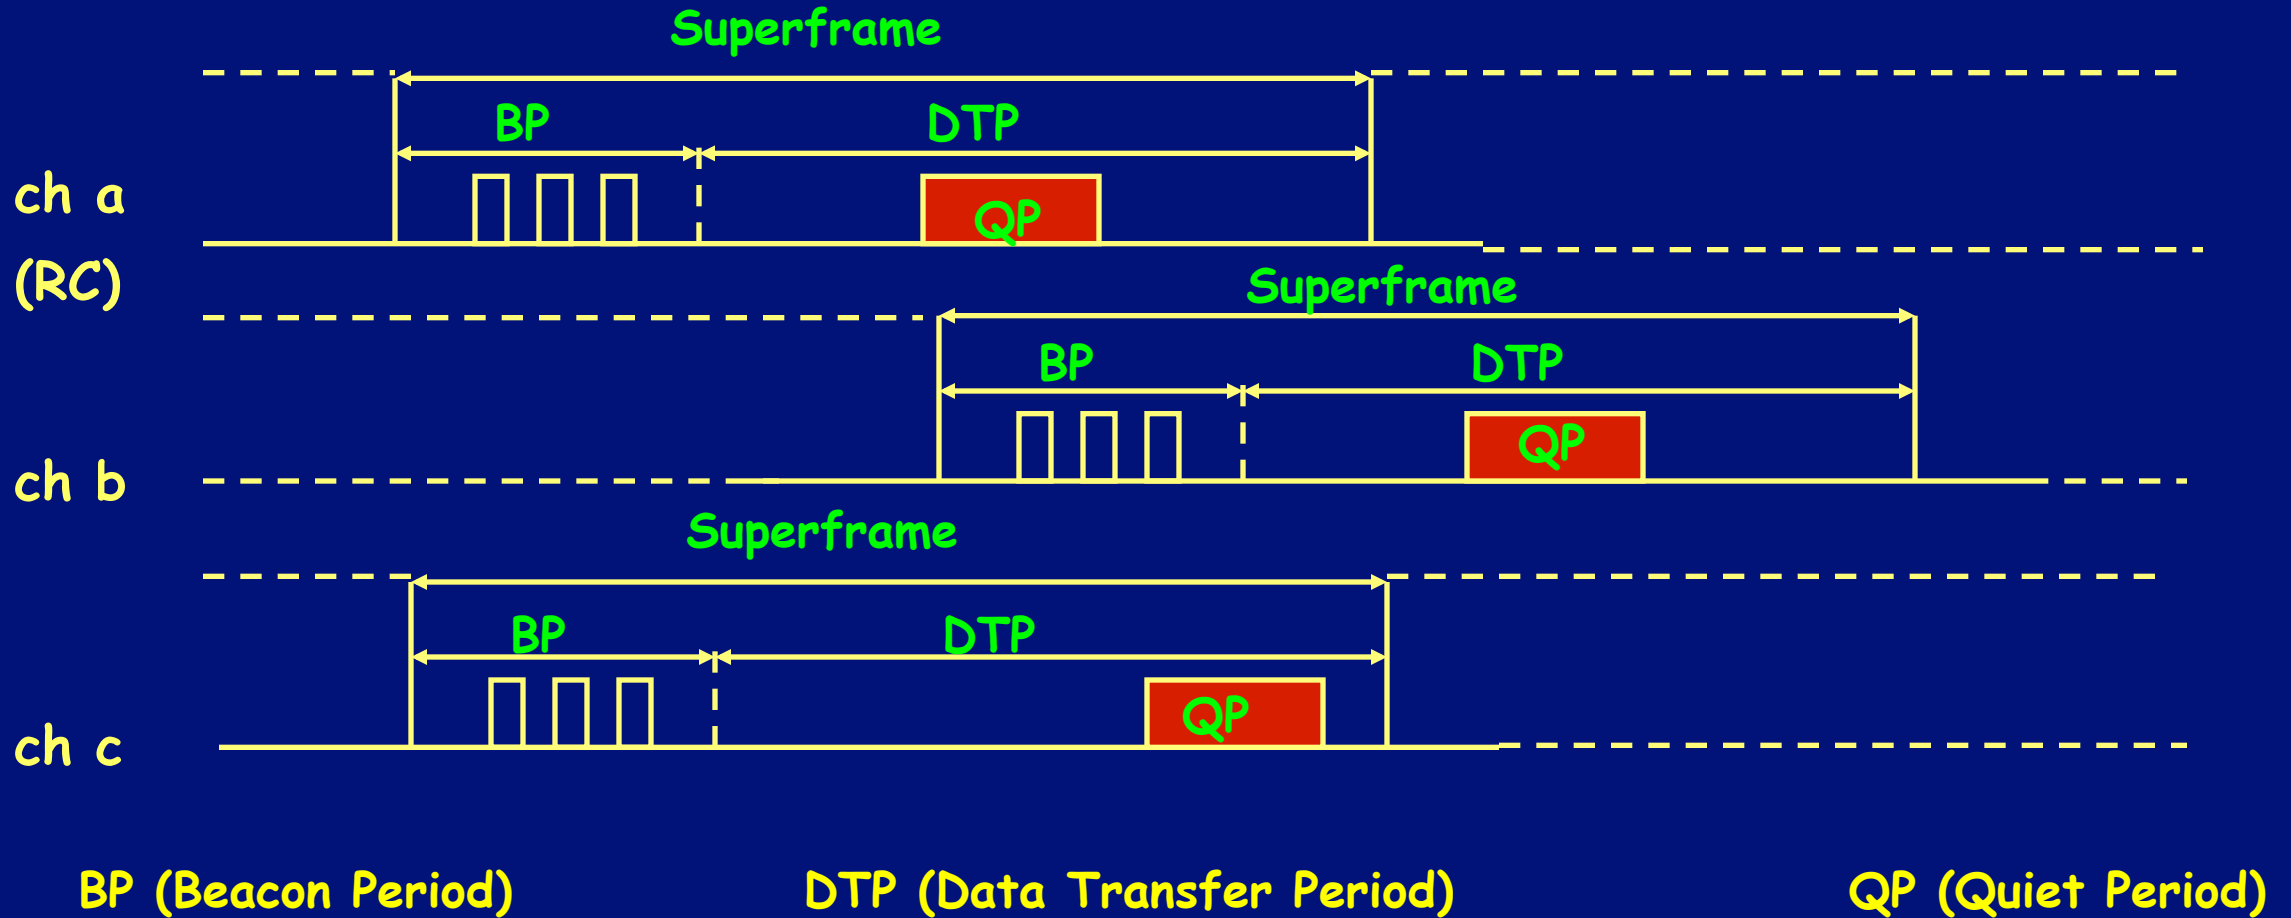 Superframe
BP DTP
ch a
QP
(RC)
Superframe
BP DTP
QP
ch b
Superframe
BP DTP
QP
ch c
BP (Beacon Period) DTP (Data Transfer Period) QP (Quiet Period)